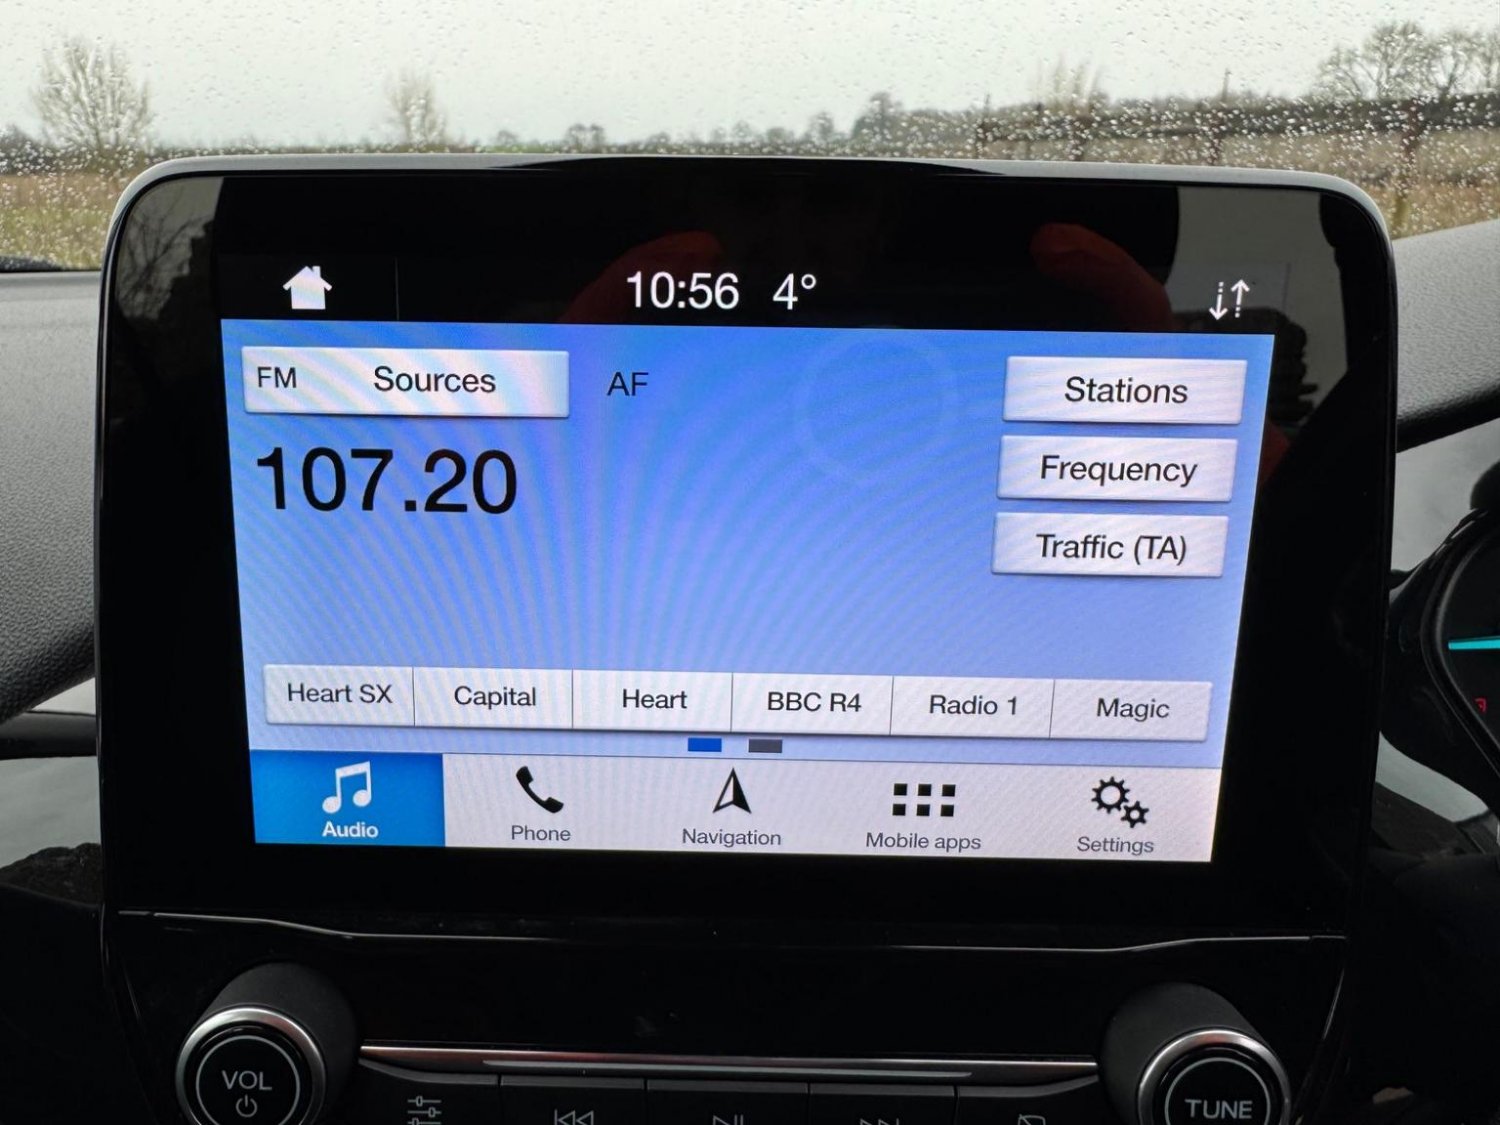 10:56 4°
FM Sources AF Stations
107.20
Frequency
Traffic (TA)
Heart SX Capital Heart BBC R4 Radio 1 Magic
Audio Phone Navigation Mobile apps Settings
VOL TUNE